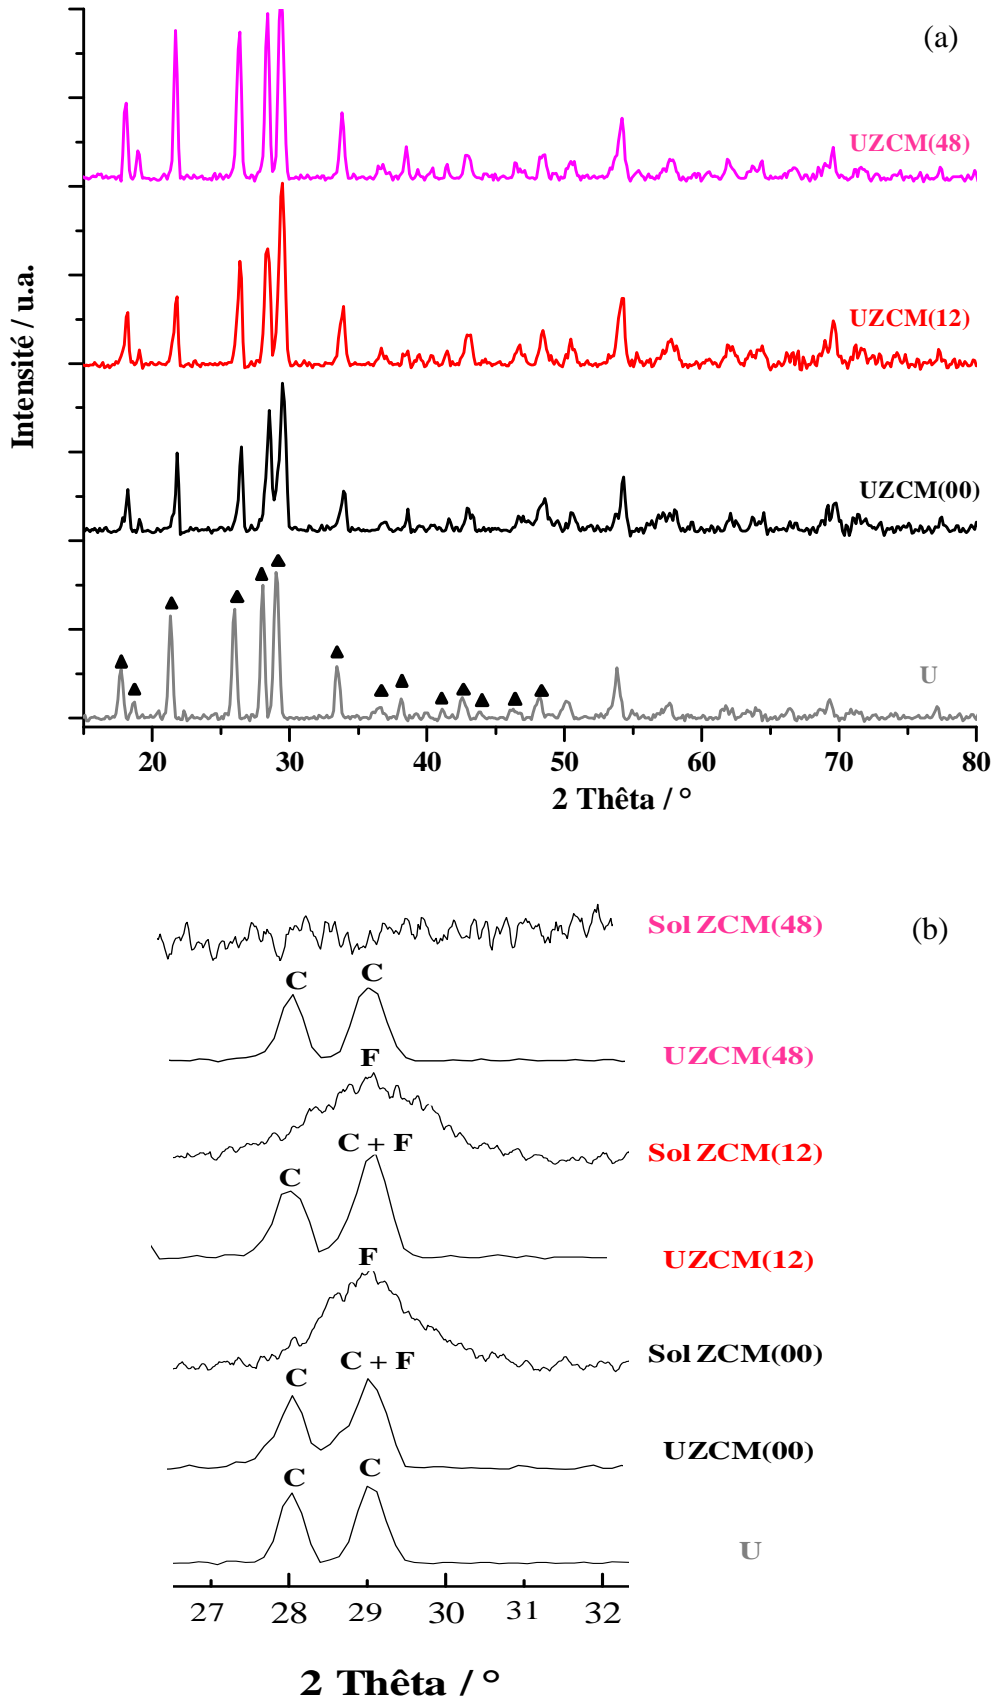 (a)
UZCM(48)
UZCM(12)
UZCM(00)
U
Intensité / u.a.
20 30 40 50 60 70 80
2 Thêta / °
(b)
Sol ZCM(48)
C C
UZCM(48)
F
Sol ZCM(12)
C C + F
UZCM(12)
F
Sol ZCM(00)
C C + F
UZCM(00)
C C
U
27 28 29 30 31 32
2 Thêta / °